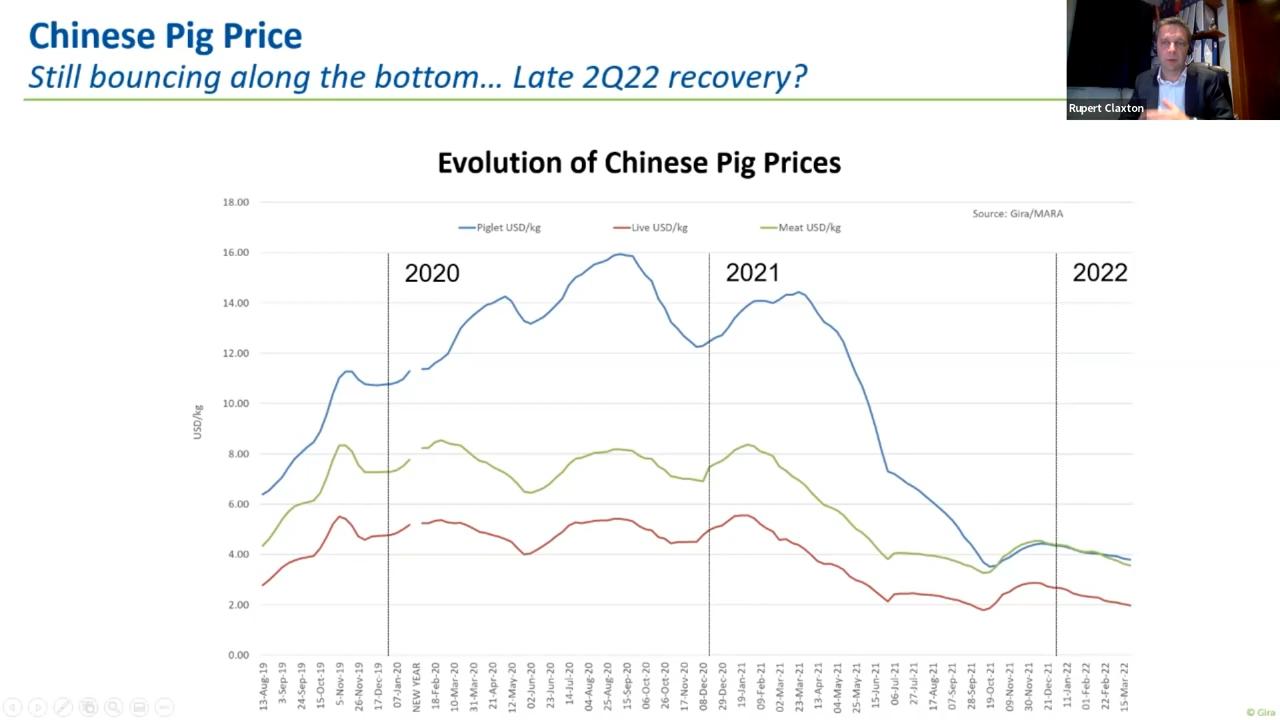 Chinese Pig Price
Still bouncing along the bottom... Late 2Q22 recovery?
Rupert Claxton
Evolution of Chinese Pig Prices
18.00
Source: Gira/MARA
Piglet USD/kg
Live USD/kg
Meat USD/kg
16.00
2020
2021
2022
14.00
12.00
10.00
USD/kg
8.00
6.00
4.00
2.00
0.00
13-Aug-19
3-Sep-19
24-Sep-19
15-Oct-19
5-Nov-19
26-Nov-19
17-Dec-19
07-Jan-20
NEW YEAR
18-Feb-20
10-Mar-20
31-Mar-20
21-Apr-20
12-May-20
02-Jun-20
23-Jun-20
14-Jul-20
04-Aug-20
25-Aug-20
15-Sep-20
06-Oct-20
26-Oct-20
17-Nov-20
08-Dec-20
29-Dec-20
19-Jan-21
09-Feb-21
02-Mar-21
23-Mar-21
13-Apr-21
04-May-21
25-May-21
15-Jun-21
06-Jul-21
27-Jul-21
17-Aug-21
07-Sep-21
28-Sep-21
19-Oct-21
09-Nov-21
30-Nov-21
21-Dec-21
11-Jan-22
01-Feb-22
22-Feb-22
15-Mar-22
© Gira